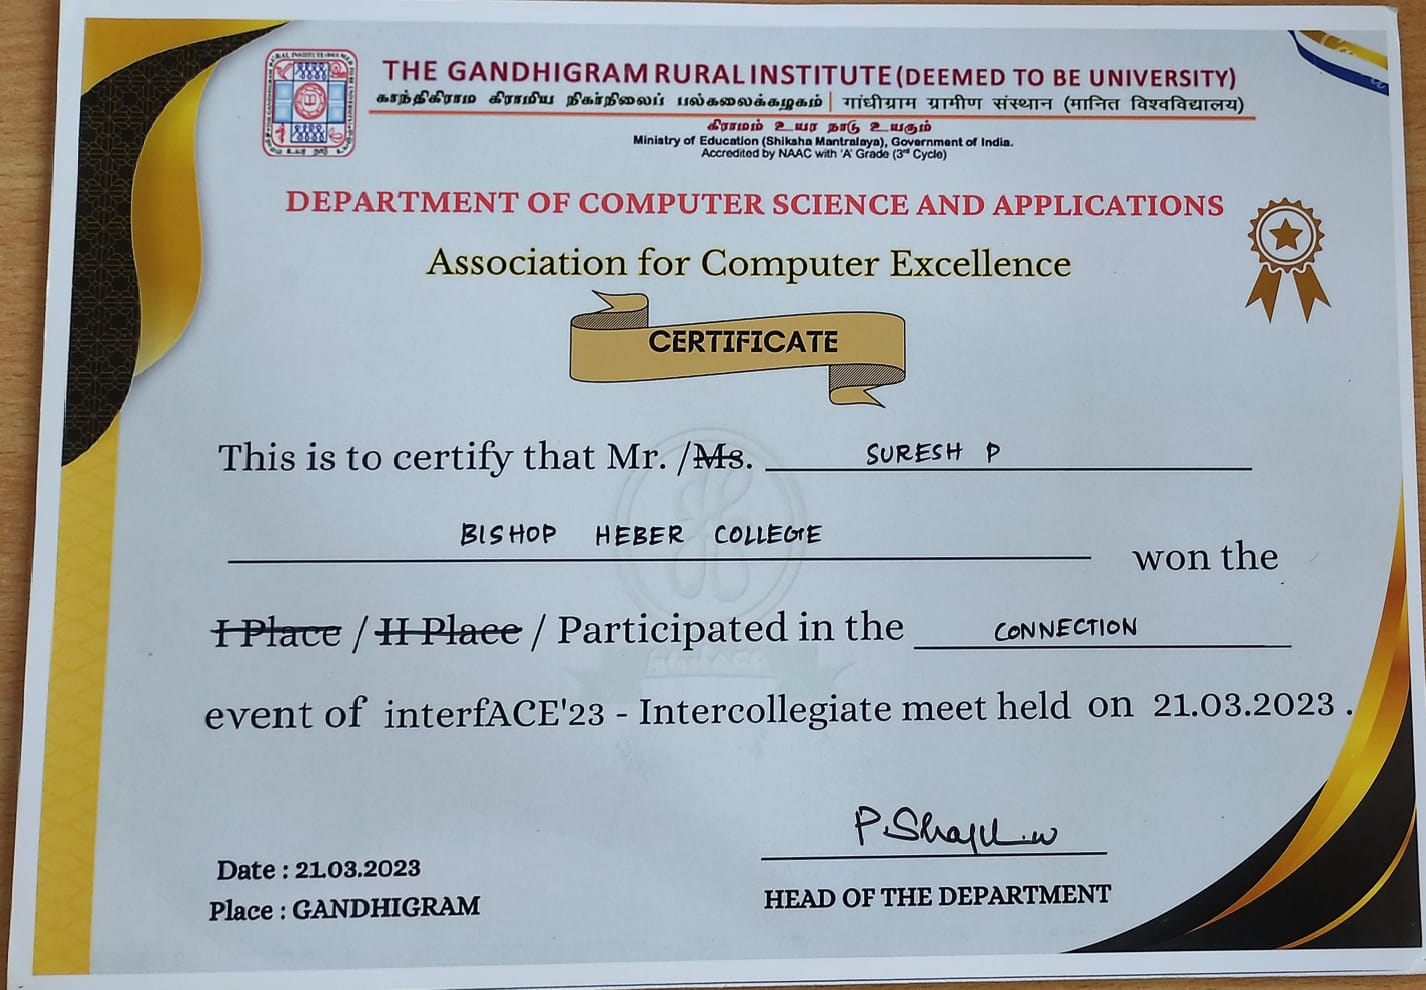 THE GANDHIGRAM RURAL INSTITUTE (DEEMED TO BE UNIVERSITY)
காந்திகிராம கிராமிய நிகர்நிலைப் பல்கலைக்கழகம் | गांधीग्राम ग्रामीण संस्थान (मानित विश्वविद्यालय)
கிராமம் உயர நாடு உயரும்
Ministry of Education (Shiksha Mantralaya), Government of India.
Accredited by NAAC with 'A' Grade (3rd Cycle)
DEPARTMENT OF COMPUTER SCIENCE AND APPLICATIONS
Association for Computer Excellence
CERTIFICATE
This is to certify that Mr. /Ms. SURESH P
BISHOP HEBER COLLEGE won the
I Place / II Place / Participated in the CONNECTION
event of interfACE'23 - Intercollegiate meet held on 21.03.2023 .
Date : 21.03.2023
Place : GANDHIGRAM
HEAD OF THE DEPARTMENT